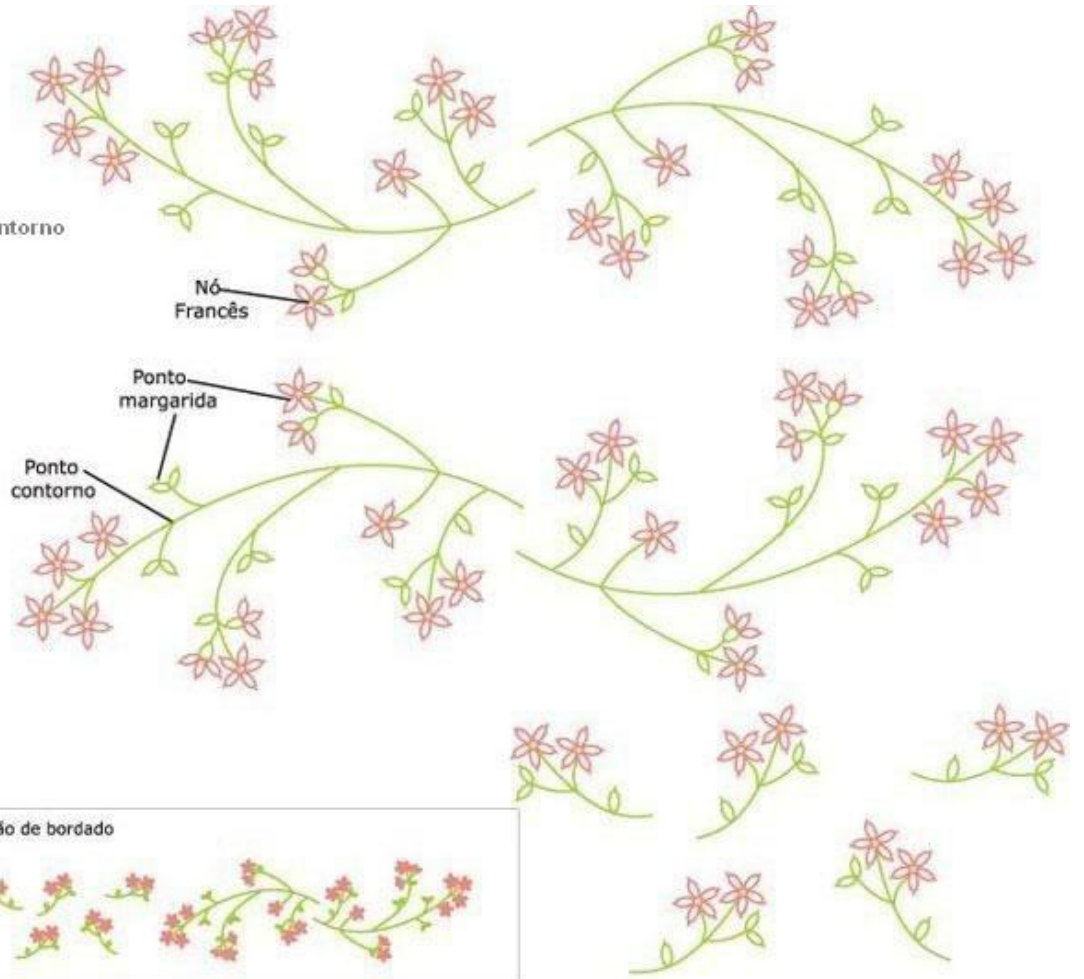 ntorno
Nó
Francês
Ponto
margarida
Ponto
contorno
ão de bordado